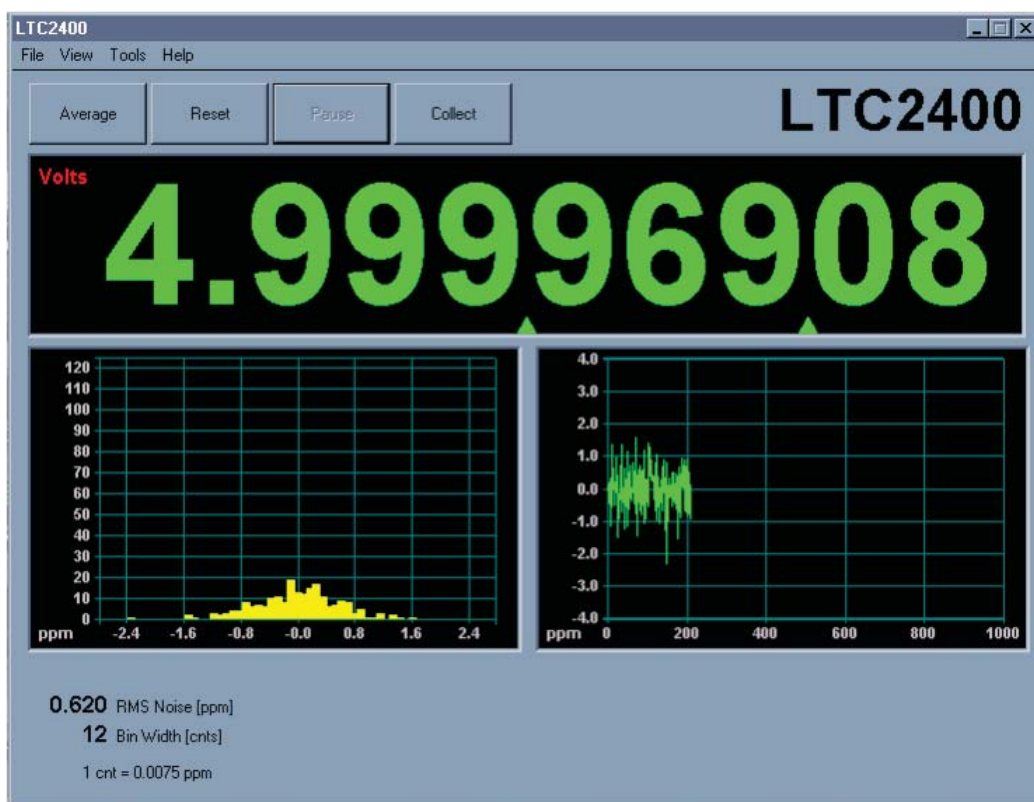 LTC2400
File View Tools Help
Average Reset Pause Collect
LTC2400
Volts
4.99996908
120
110
100
90
80
70
60
50
40
30
20
10
0
ppm -2.4 -1.6 -0.8 -0.0 0.8 1.6 2.4
4.0
3.0
2.0
1.0
0.0
-1.0
-2.0
-3.0
-4.0
ppm 0 200 400 600 800 1000
0.620 RMS Noise [ppm]
12 Bin Width [cnts]
1 cnt = 0.0075 ppm